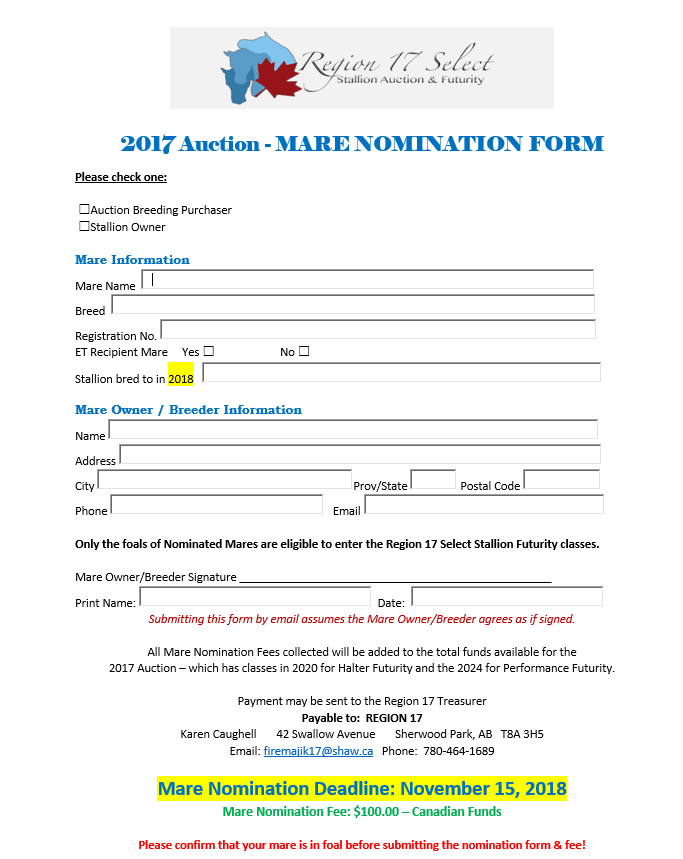 Region 17 Select
Stallion Auction & Futurity
2017 Auction - MARE NOMINATION FORM
Please check one:
☐Auction Breeding Purchaser
☐Stallion Owner
Mare Information
Mare Name
Breed
Registration No.
ET Recipient Mare Yes ☐ No ☐
Stallion bred to in 2018
Mare Owner / Breeder Information
Name
Address
City Prov/State Postal Code
Phone Email
Only the foals of Nominated Mares are eligible to enter the Region 17 Select Stallion Futurity classes.
Mare Owner/Breeder Signature
Print Name: Date:
Submitting this form by email assumes the Mare Owner/Breeder agrees as if signed.
All Mare Nomination Fees collected will be added to the total funds available for the
2017 Auction – which has classes in 2020 for Halter Futurity and the 2024 for Performance Futurity.
Payment may be sent to the Region 17 Treasurer
Payable to: REGION 17
Karen Caughell 42 Swallow Avenue Sherwood Park, AB T8A 3H5
Email: firemajik17@shaw.ca Phone: 780-464-1689
Mare Nomination Deadline: November 15, 2018
Mare Nomination Fee: $100.00 – Canadian Funds
Please confirm that your mare is in foal before submitting the nomination form & fee!